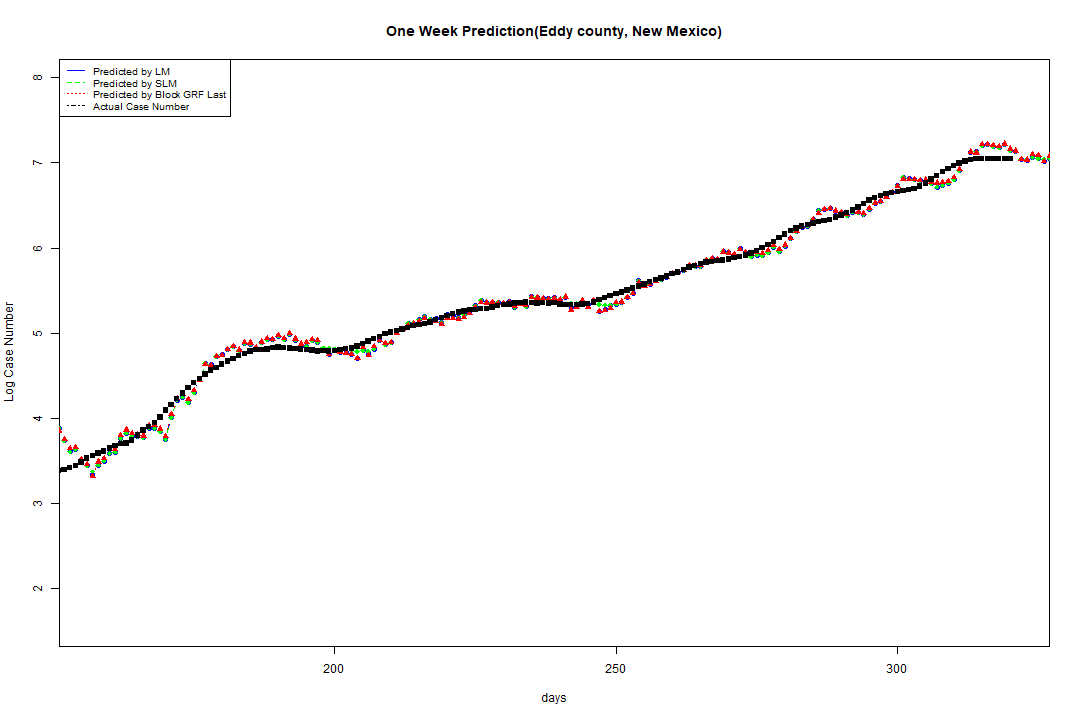 One Week Prediction(Eddy county, New Mexico)
Predicted by LM
Predicted by SLM
Predicted by Block GRF Last
Actual Case Number
8
7
6
5
4
3
2
Log Case Number
200
250
300
days